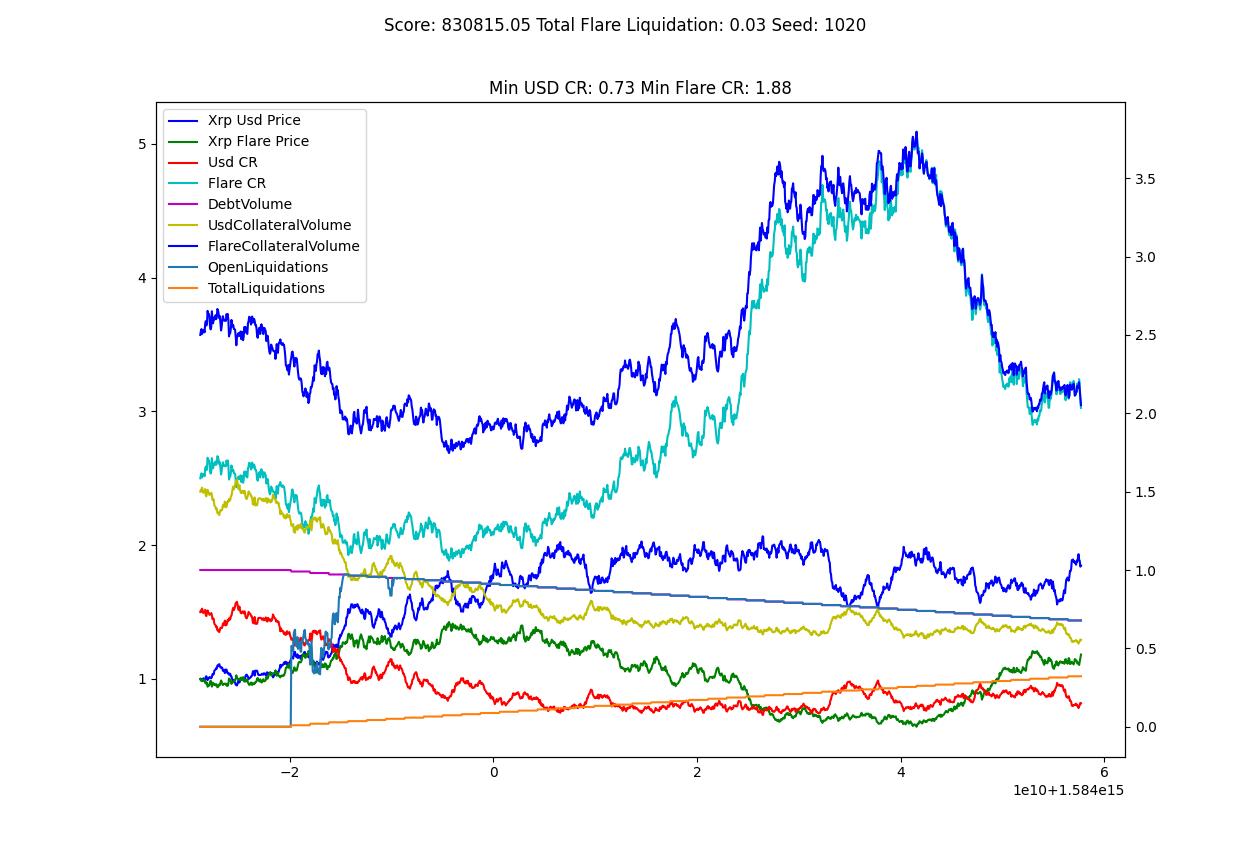 Score: 830815.05 Total Flare Liquidation: 0.03 Seed: 1020
Min USD CR: 0.73 Min Flare CR: 1.88
Xrp Usd Price
Xrp Flare Price
Usd CR
Flare CR
DebtVolume
UsdCollateralVolume
FlareCollateralVolume
OpenLiquidations
TotalLiquidations
5
4
3
2
1
3.5
3.0
2.5
2.0
1.5
1.0
0.5
0.0
−2 0 2 4 6
1e10+1.584e15